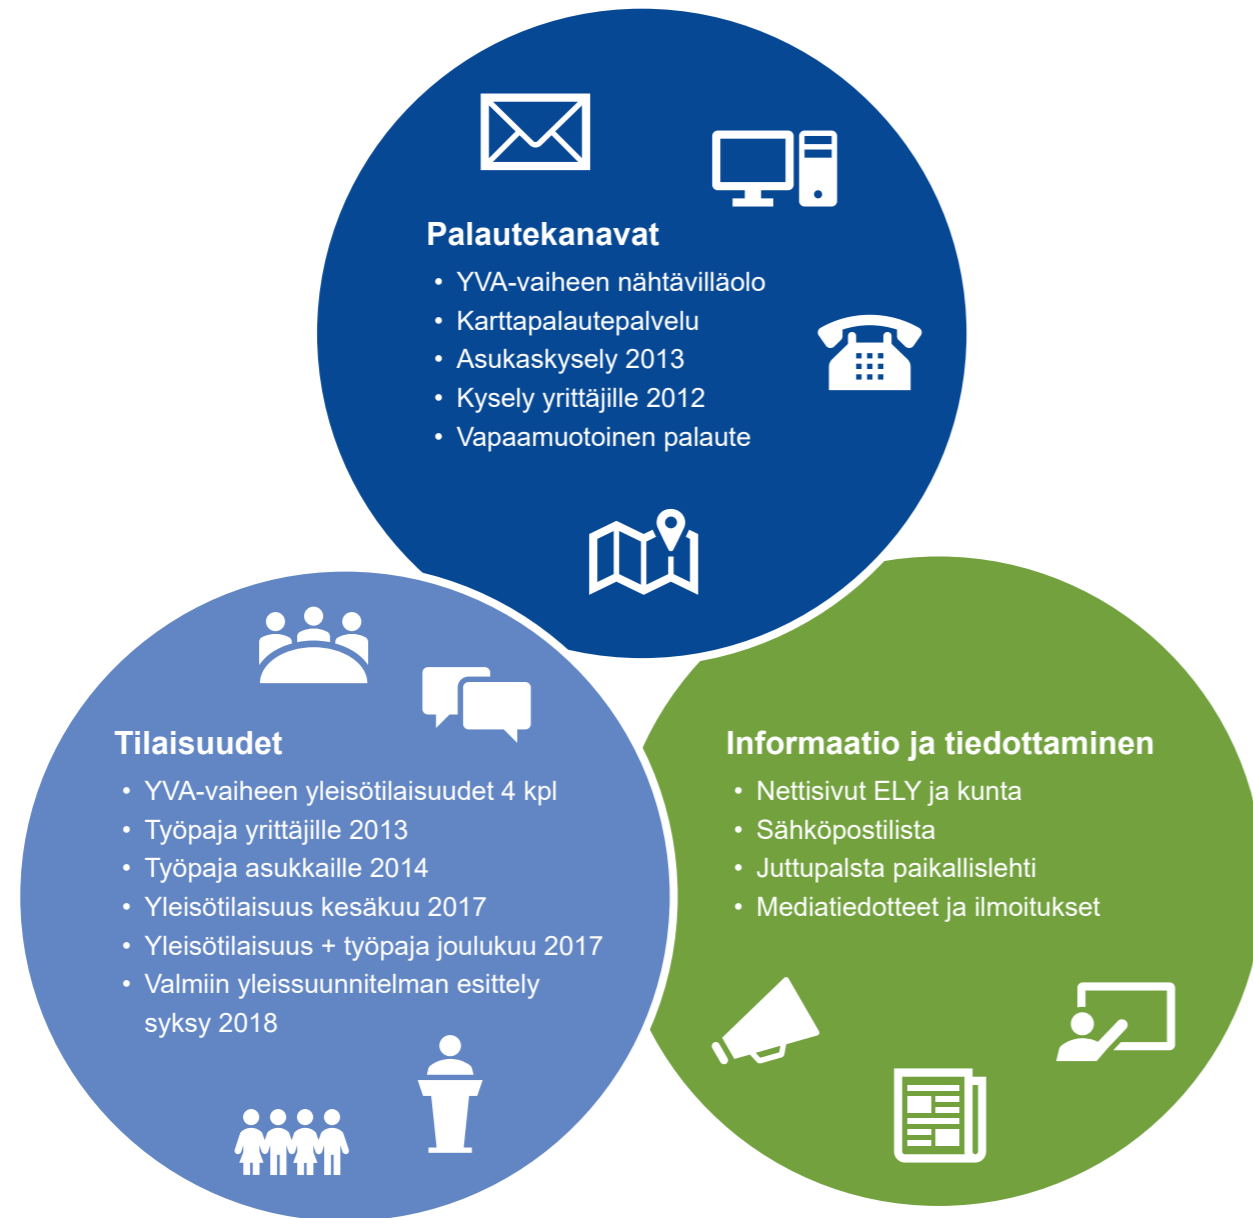 Palautekanavat
• YVA-vaiheen nähtävilläolo
• Karttapalautepalvelu
• Asukaskysely 2013
• Kysely yrittäjille 2012
• Vapaamuotoinen palaute
Tilaisuudet
• YVA-vaiheen yleisötilaisuudet 4 kpl
• Työpaja yrittäjille 2013
• Työpaja asukkaille 2014
• Yleisötilaisuus kesäkuu 2017
• Yleisötilaisuus + työpaja joulukuu 2017
• Valmiin yleissuunnitelman esittely
syksy 2018
Informaatio ja tiedottaminen
• Nettisivut ELY ja kunta
• Sähköpostilista
• Juttupalsta paikallislehti
• Mediatiedotteet ja ilmoitukset